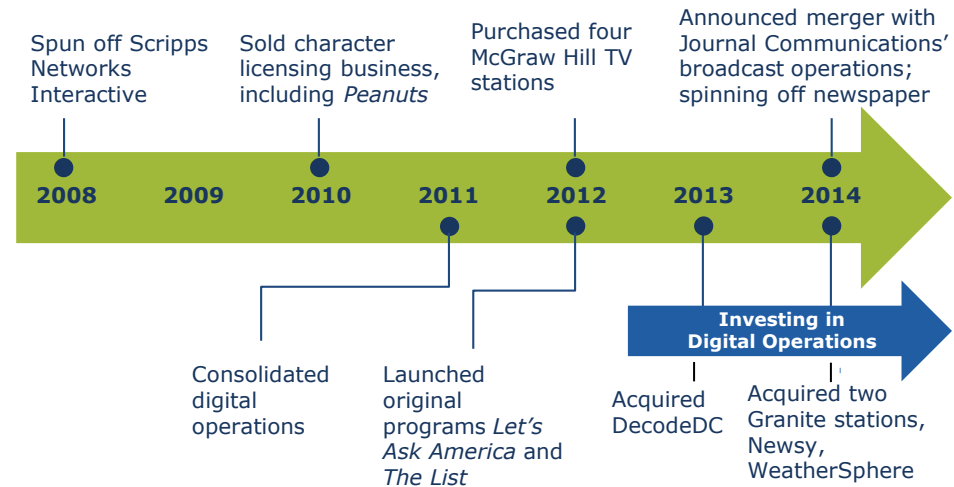 Spun off Scripps
Networks
Interactive
Sold character
licensing business,
including Peanuts
Purchased four
McGraw Hill TV
stations
Announced merger with
Journal Communications’
broadcast operations;
spinning off newspaper
2008 2009 2010 2011 2012 2013 2014
Investing in
Digital Operations
Consolidated
digital
operations
Launched
original
programs Let’s
Ask America and
The List
Acquired
DecodeDC
Acquired two
Granite stations,
Newsy,
WeatherSphere